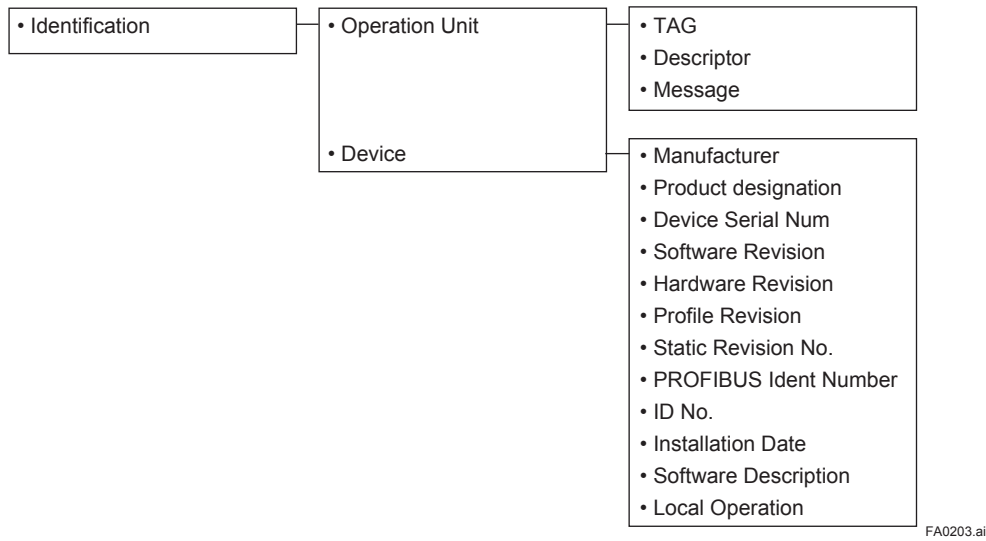 • Identification
• Operation Unit
• TAG
• Descriptor
• Message
• Device
• Manufacturer
• Product designation
• Device Serial Num
• Software Revision
• Hardware Revision
• Profile Revision
• Static Revision No.
• PROFIBUS Ident Number
• ID No.
• Installation Date
• Software Description
• Local Operation
FA0203.ai